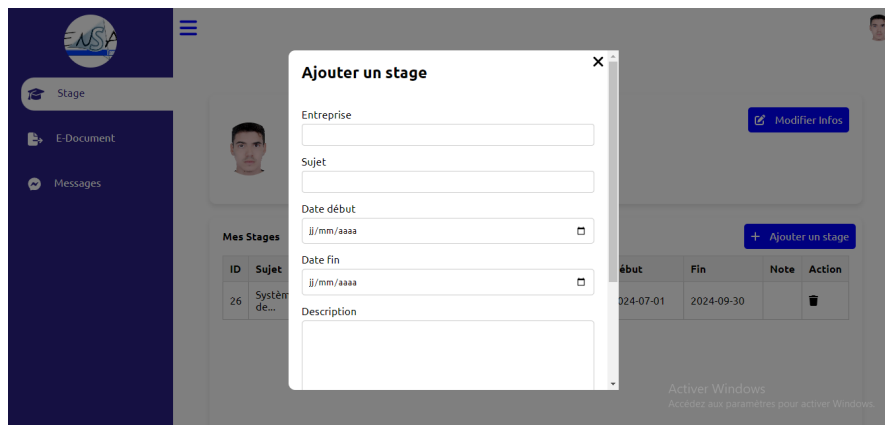 ENSA
Stage
E-Document
Messages
Modifier Infos
Mes Stages
Ajouter un stage
ID Sujet ébut Fin Note Action
26 Systèm 024-07-01 2024-09-30
de...
Ajouter un stage
Entreprise
Sujet
Date début
jj/mm/aaaa
Date fin
jj/mm/aaaa
Description
Activer Windows
Accédez aux paramètres pour activer Windows.